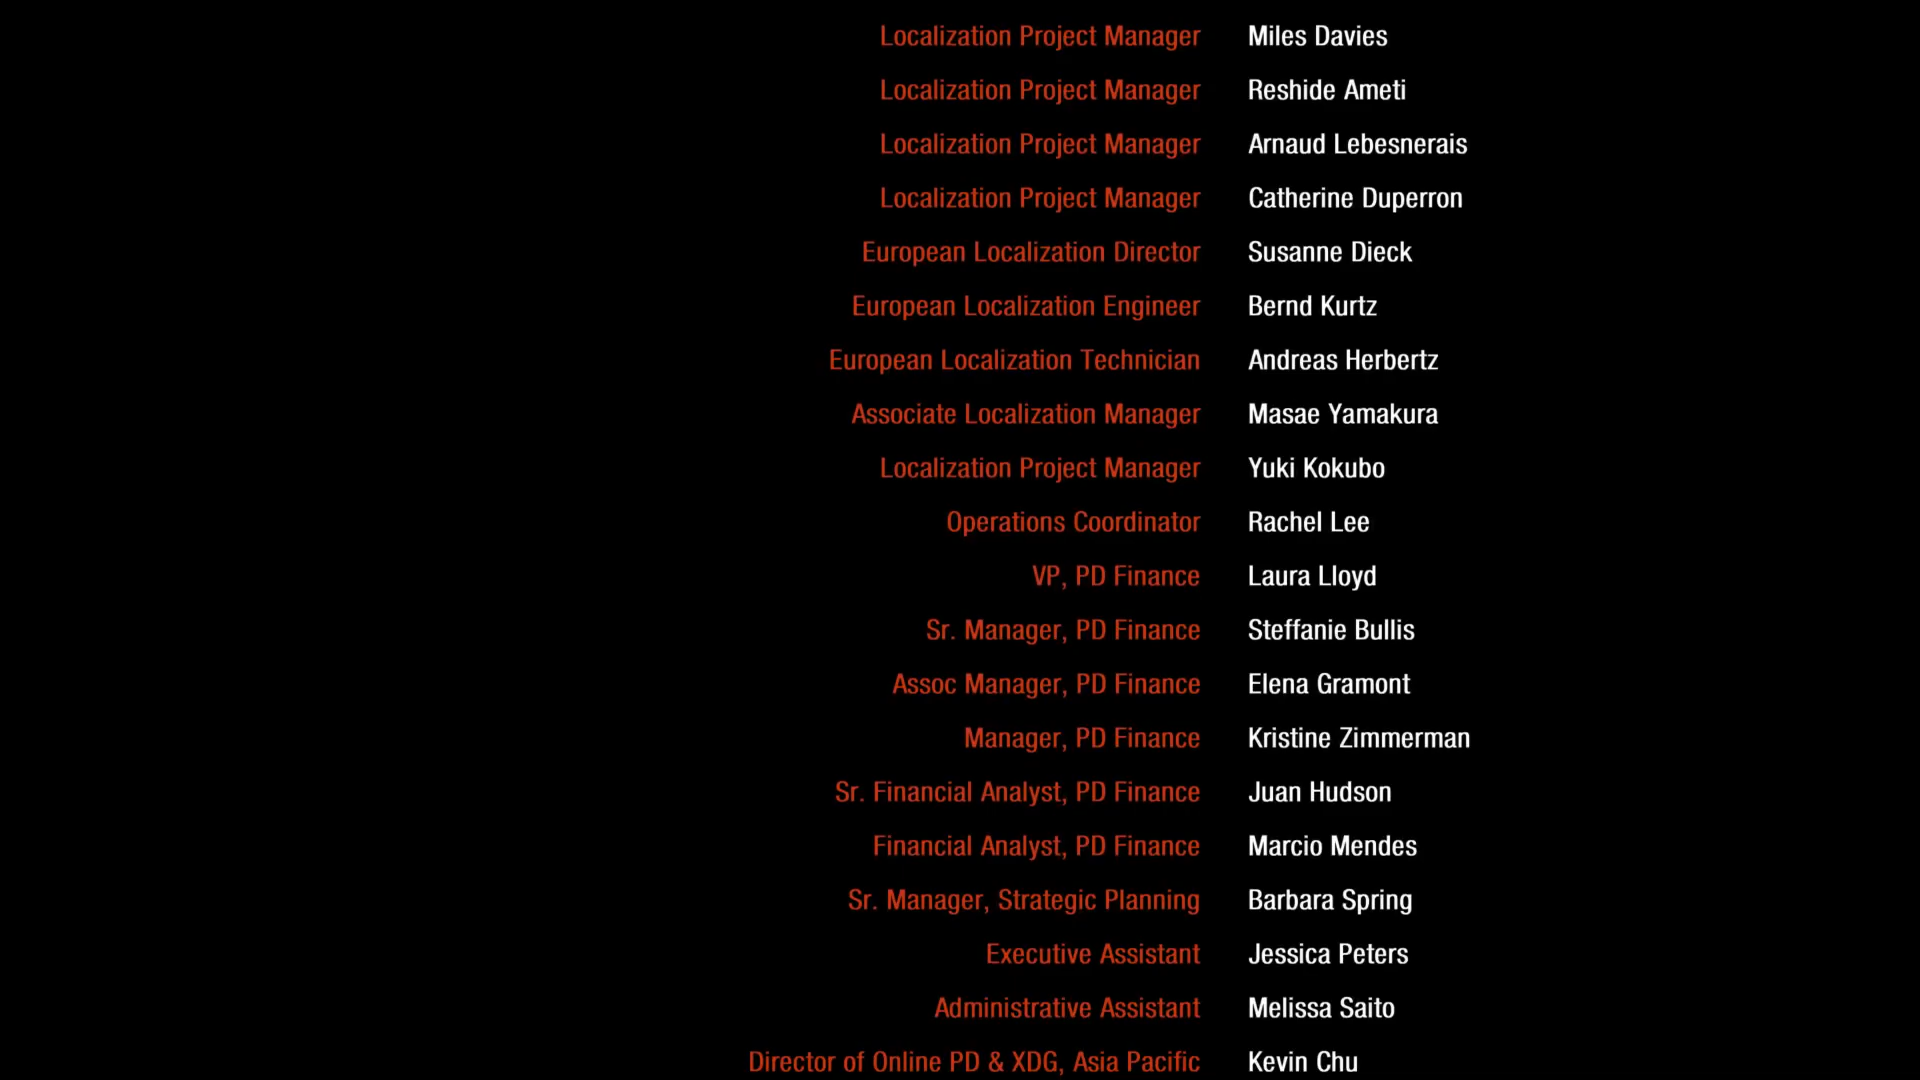 Localization Project Manager Miles Davies
Localization Project Manager Reshide Ameti
Localization Project Manager Arnaud Lebesnerais
Localization Project Manager Catherine Duperron
European Localization Director Susanne Dieck
European Localization Engineer Bernd Kurtz
European Localization Technician Andreas Herbertz
Associate Localization Manager Masae Yamakura
Localization Project Manager Yuki Kokubo
Operations Coordinator Rachel Lee
VP, PD Finance Laura Lloyd
Sr. Manager, PD Finance Steffanie Bullis
Assoc Manager, PD Finance Elena Gramont
Manager, PD Finance Kristine Zimmerman
Sr. Financial Analyst, PD Finance Juan Hudson
Financial Analyst, PD Finance Marcio Mendes
Sr. Manager, Strategic Planning Barbara Spring
Executive Assistant Jessica Peters
Administrative Assistant Melissa Saito
Director of Online PD & XDG, Asia Pacific Kevin Chu